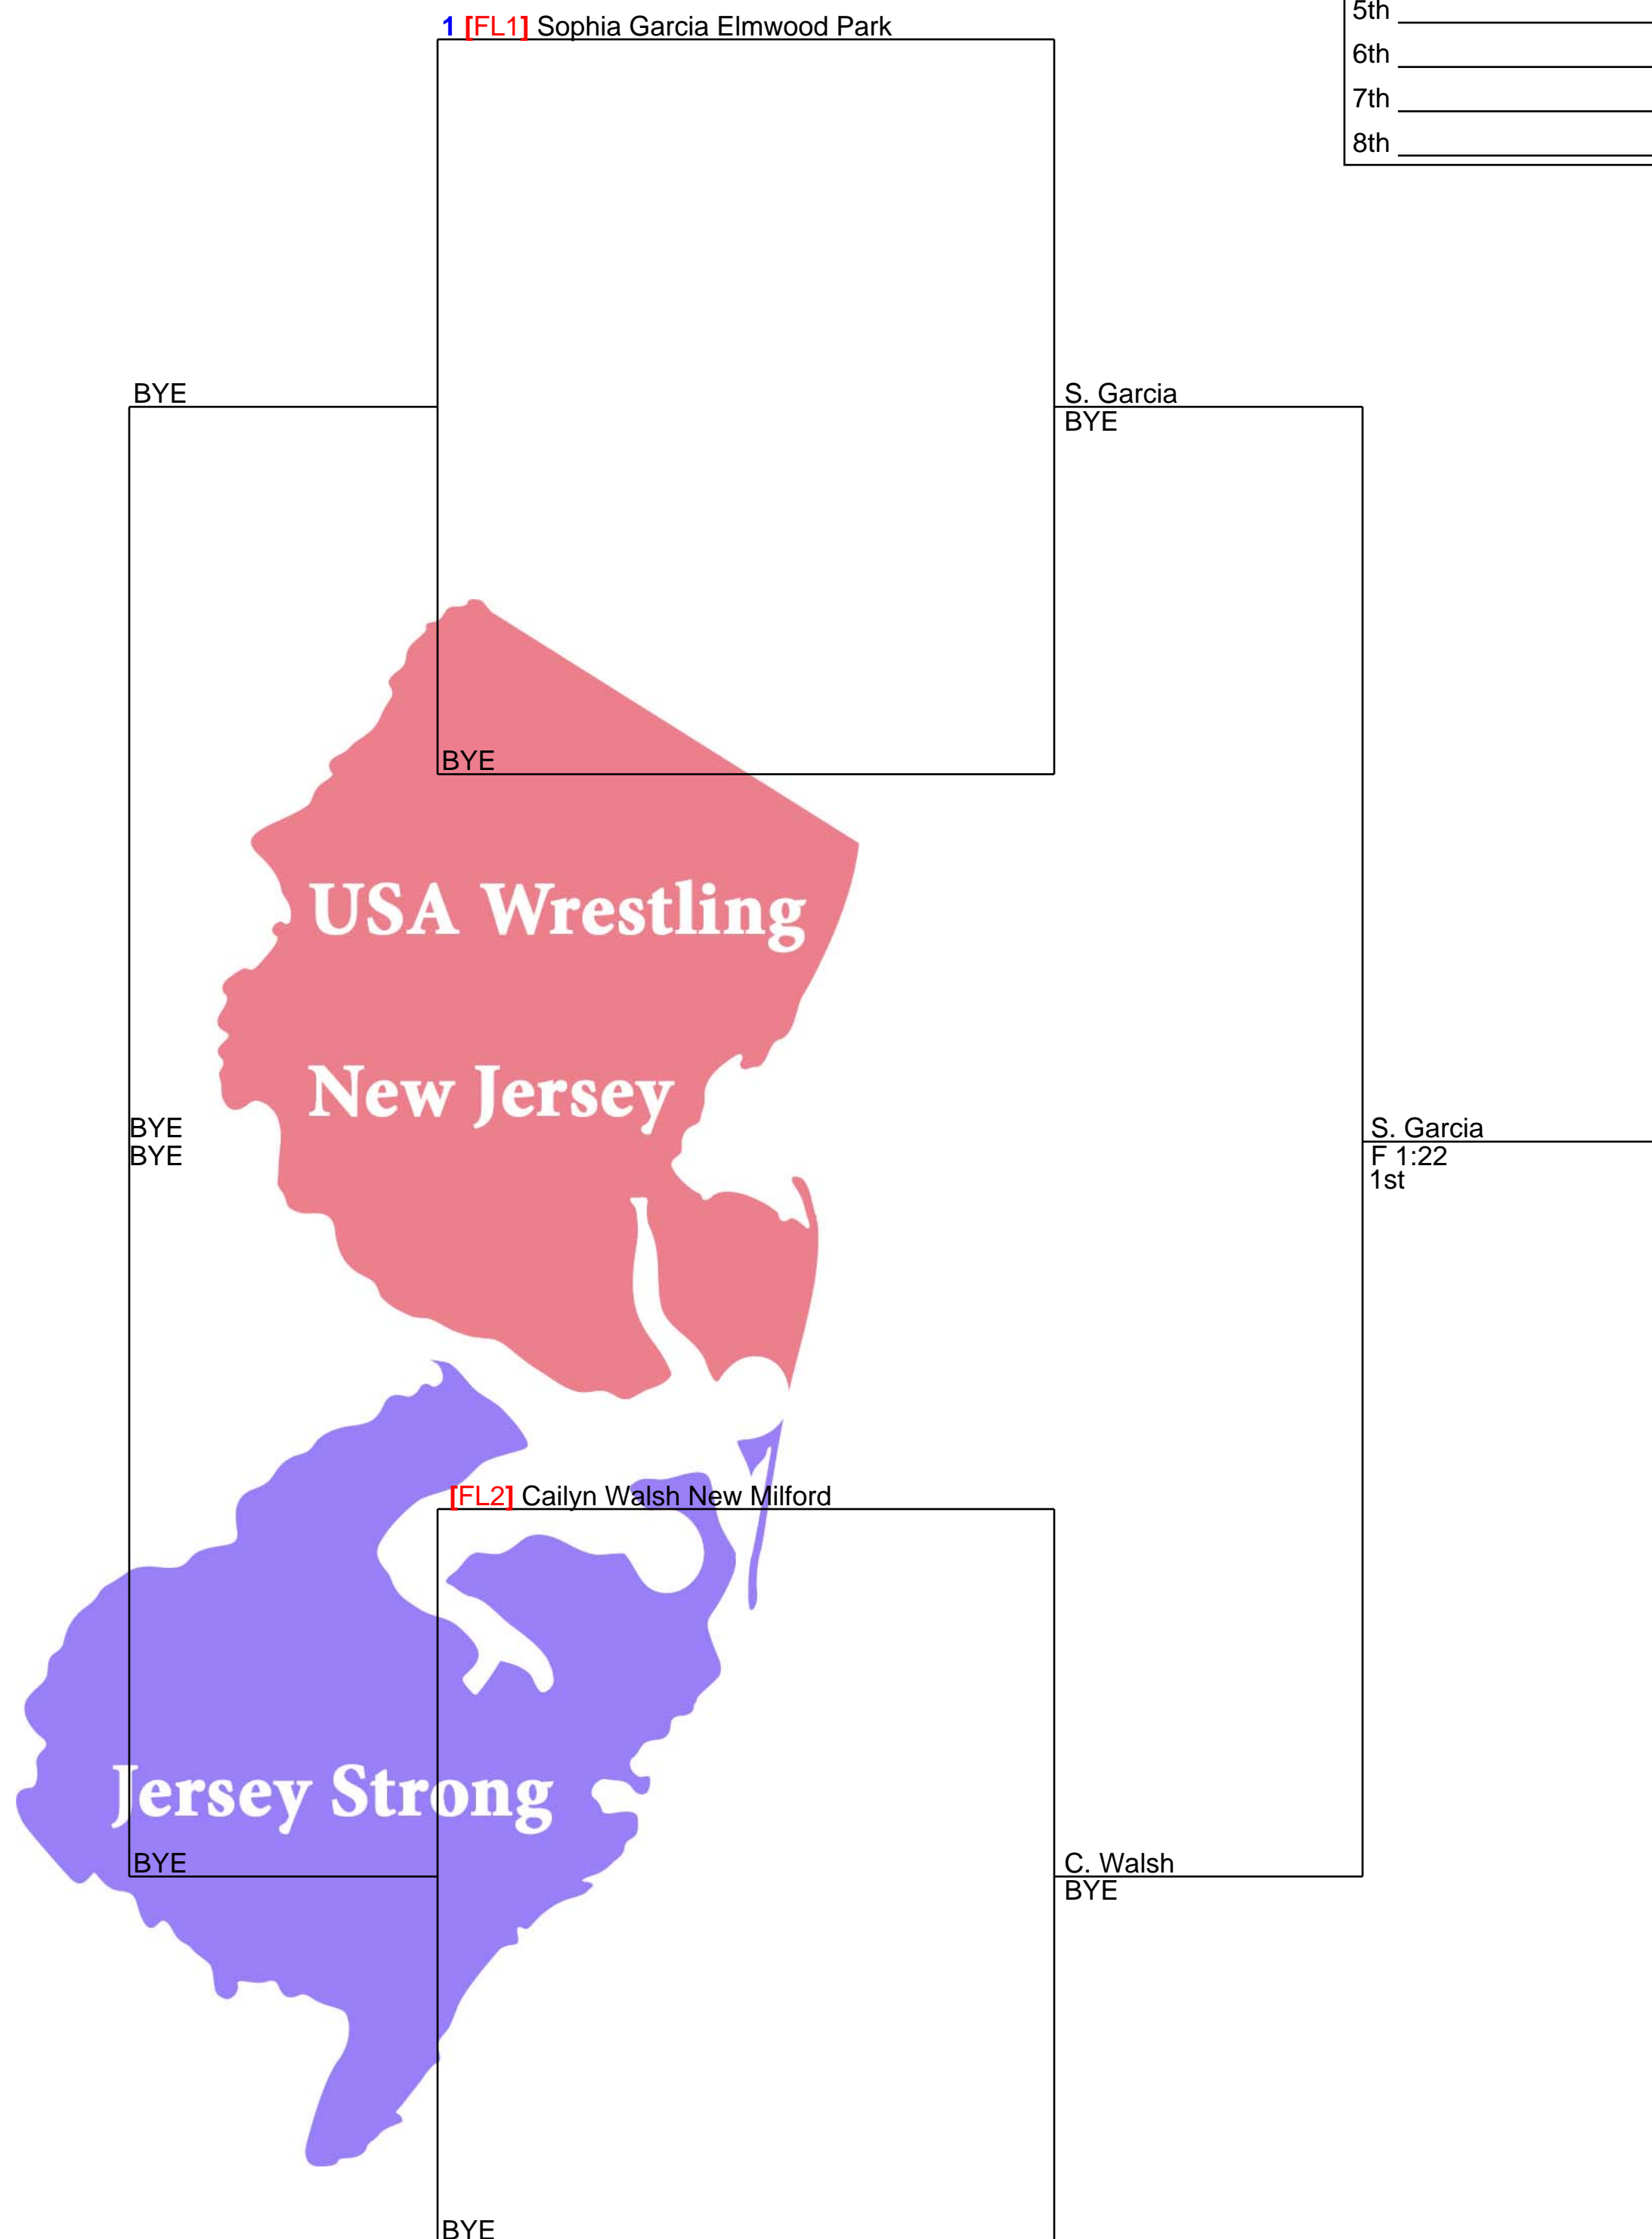 5th
1 [FL1] Sophia Garcia Elmwood Park
6th
7th
8th
BYE
S. Garcia
BYE
BYE
USA Wrestling
New Jersey
BYE
BYE
S. Garcia
F 1:22
1st
[FL2] Cailyn Walsh New Milford
Jersey Strong
BYE
C. Walsh
BYE
BYE